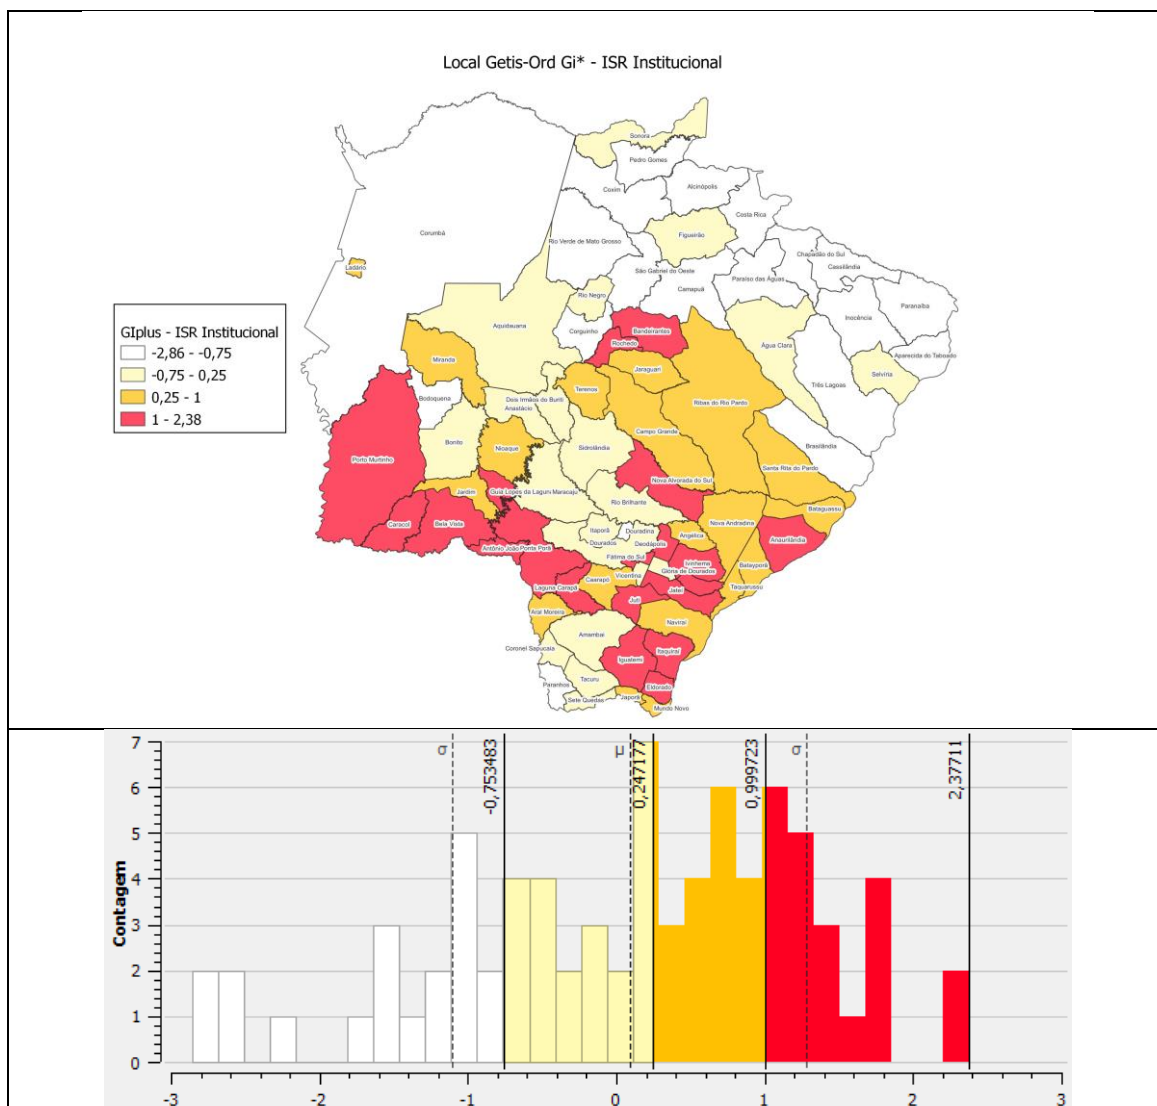 Local Getis-Ord Gi* - ISR Institucional
Sonora
Pedro Gomes
Coxim
Alcinópolis
Costa Rica
Corumbá
Figueirão
Rio Verde de Mato Grosso
Chapadão do Sul
Cassilândia
Ladário
São Gabriel do Oeste
Paraíso das Águas
Camapuã
Rio Negro
Paranaíba
Inocência
Aquidauana
Corguinho
Bandeirantes
Rochedo
Água Clara
Aparecida do Taboado
Miranda
Jaraguari
Selvíria
Três Lagoas
Terenos
Bodoquena
Dois Irmãos do Buriti
Anastácio
Ribas do Rio Pardo
Campo Grande
Bonito
Nioaque
Sidrolândia
Brasilândia
Porto Murtinho
Santa Rita do Pardo
Nova Alvorada do Sul
Jardim
Guia Lopes da Laguna
Maracaju
Rio Brilhante
Bataguassu
Caracol
Bela Vista
Nova Andradina
Itaporã
Douradina
Angélica
Anaurilândia
Dourados
Deodápolis
Antônio João
Ponta Porã
Fátima do Sul
Ivinhema
Batayporã
Glória de Dourados
Vicentina
Caarapó
Taquarussu
Laguna Carapã
Jateí
Juti
Aral Moreira
Naviraí
Amambai
Coronel Sapucaia
Itaquiraí
Iguatemi
Tacuru
Paranhos
Eldorado
Sete Quedas
Japorã
Mundo Novo
GIplus - ISR Institucional
-2,86 - -0,75
-0,75 - 0,25
0,25 - 1
1 - 2,38
7
6
5
4
3
2
1
0
Contagem
σ
-0,753483
µ
0,247177
0,999723
σ
2,37711
-3
-2
-1
0
1
2
3